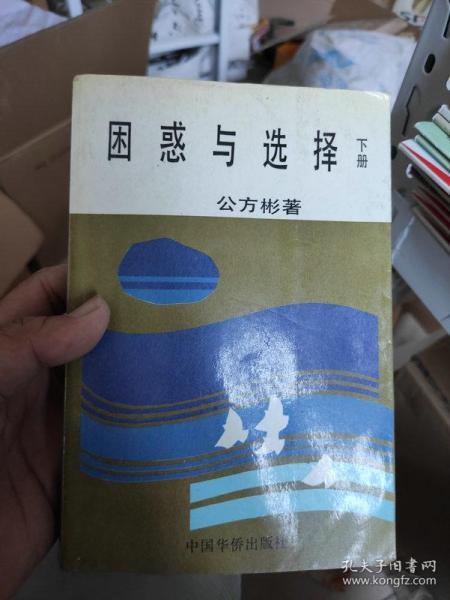 困惑与选择 下册
公方彬著
中国华侨出版社
孔夫子旧书网
www.kongfz.com